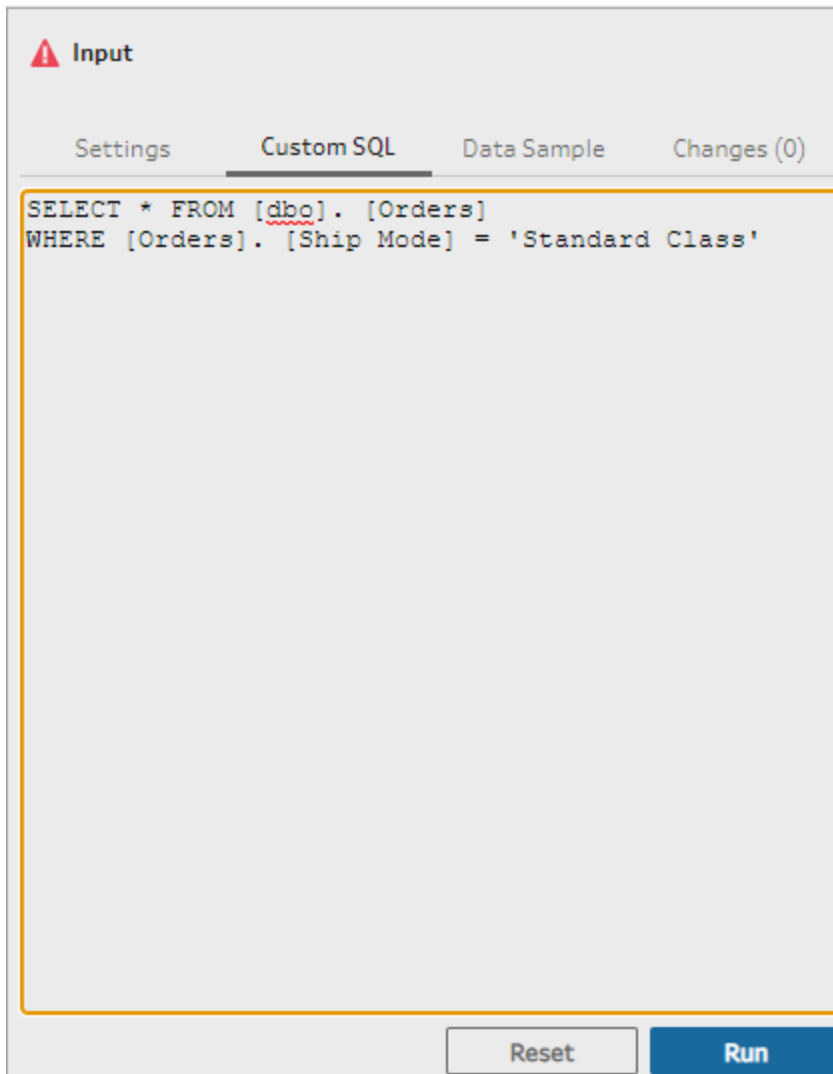 Input
Settings Custom SQL Data Sample Changes (0)
SELECT * FROM [dbo]. [Orders]
WHERE [Orders]. [Ship Mode] = 'Standard Class'
Reset Run